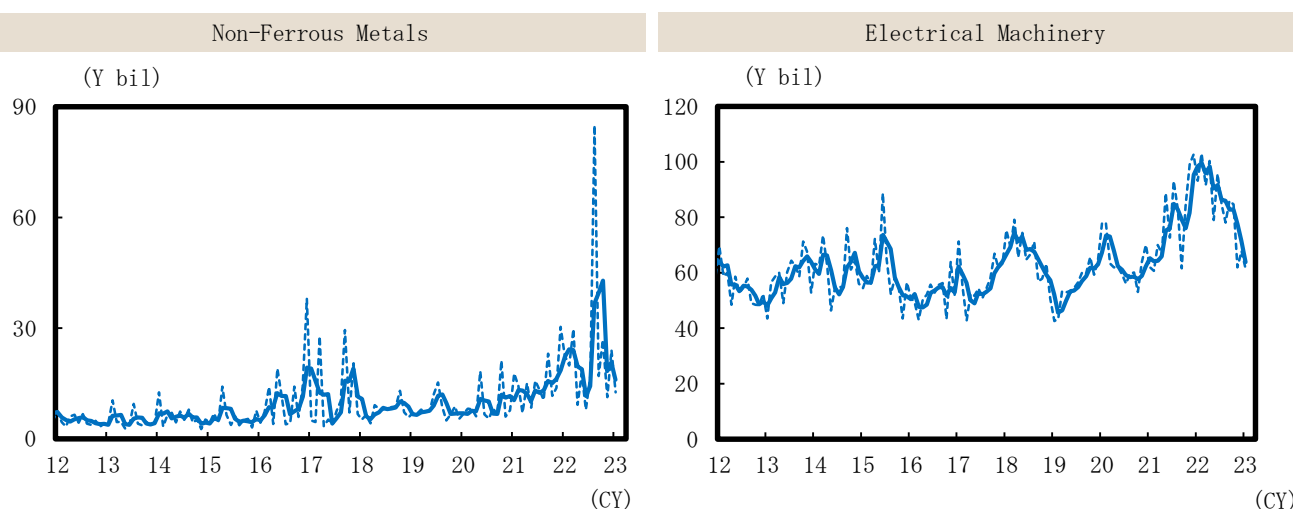 Non-Ferrous Metals
(Y bil)
90
60
30
0
12 13 14 15 16 17 18 19 20 21 22 23
(CY)
Electrical Machinery
(Y bil)
120
100
80
60
40
20
0
12 13 14 15 16 17 18 19 20 21 22 23
(CY)